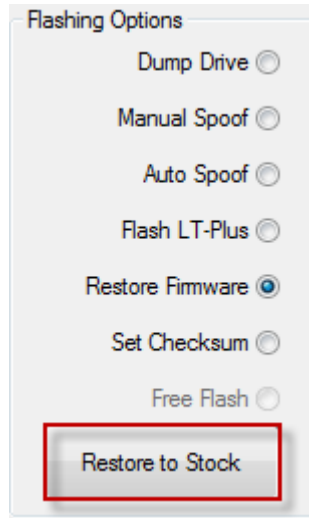 Flashing Options
Dump Drive
Manual Spoof
Auto Spoof
Flash LT-Plus
Restore Firmware
Set Checksum
Free Flash
Restore to Stock